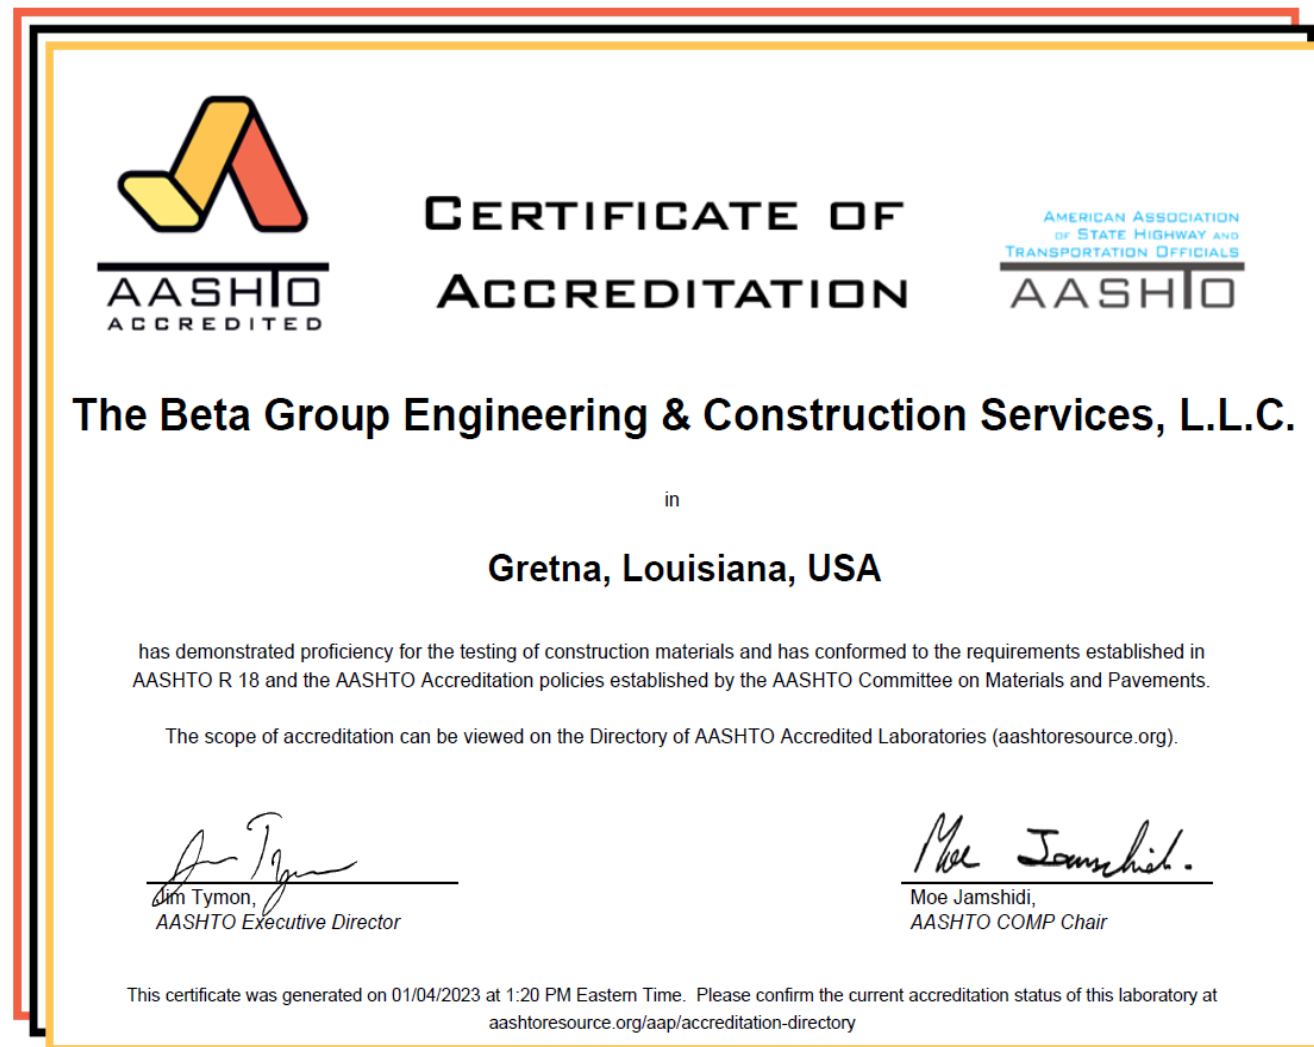 AASHTO
ACCREDITED
CERTIFICATE OF
ACCREDITATION
AMERICAN ASSOCIATION
OF STATE HIGHWAY AND
TRANSPORTATION OFFICIALS
AASHTO
The Beta Group Engineering & Construction Services, L.L.C.
in
Gretna, Louisiana, USA
has demonstrated proficiency for the testing of construction materials and has conformed to the requirements established in
AASHTO R 18 and the AASHTO Accreditation policies established by the AASHTO Committee on Materials and Pavements.
The scope of accreditation can be viewed on the Directory of AASHTO Accredited Laboratories (aashtoresource.org).
Jim Tymon
Jim Tymon,
AASHTO Executive Director
Moe Jamshidi.
Moe Jamshidi,
AASHTO COMP Chair
This certificate was generated on 01/04/2023 at 1:20 PM Eastern Time.  Please confirm the current accreditation status of this laboratory at
aashtoresource.org/aap/accreditation-directory